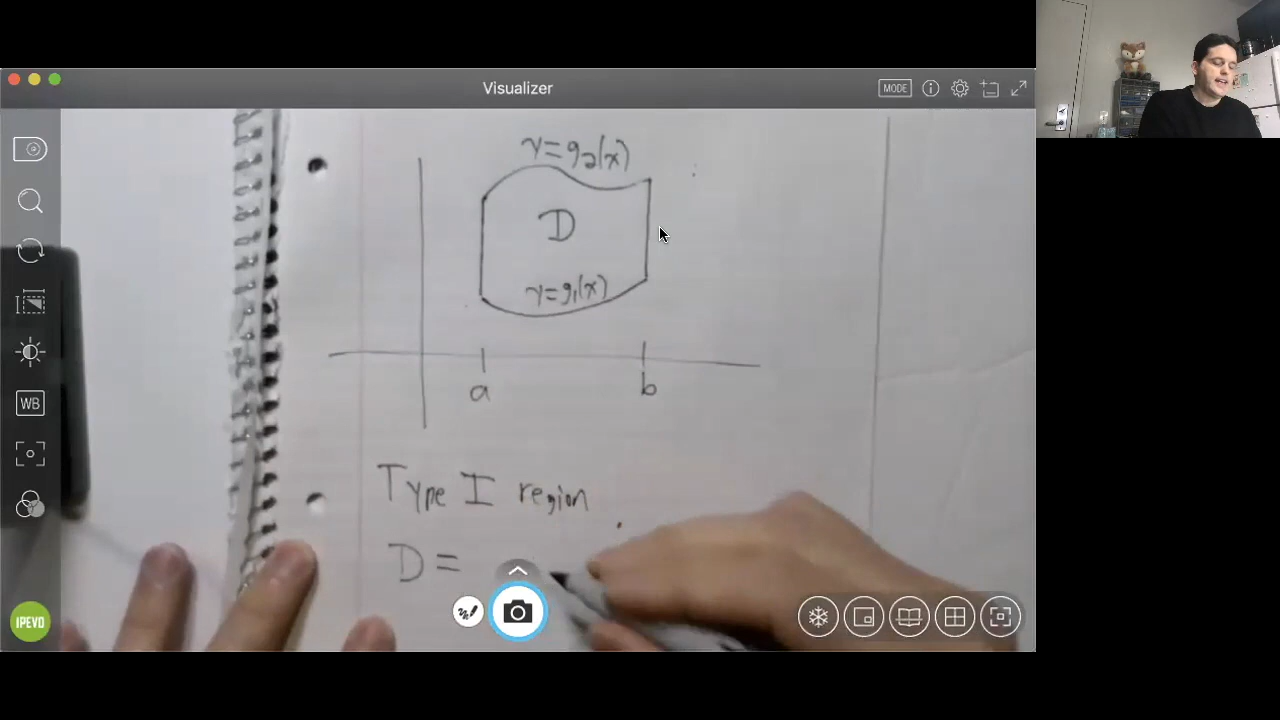 Visualizer
MODE
y=g2(x)
D
y=g1(x)
WB
a b
Type I region
D=
IPEVO